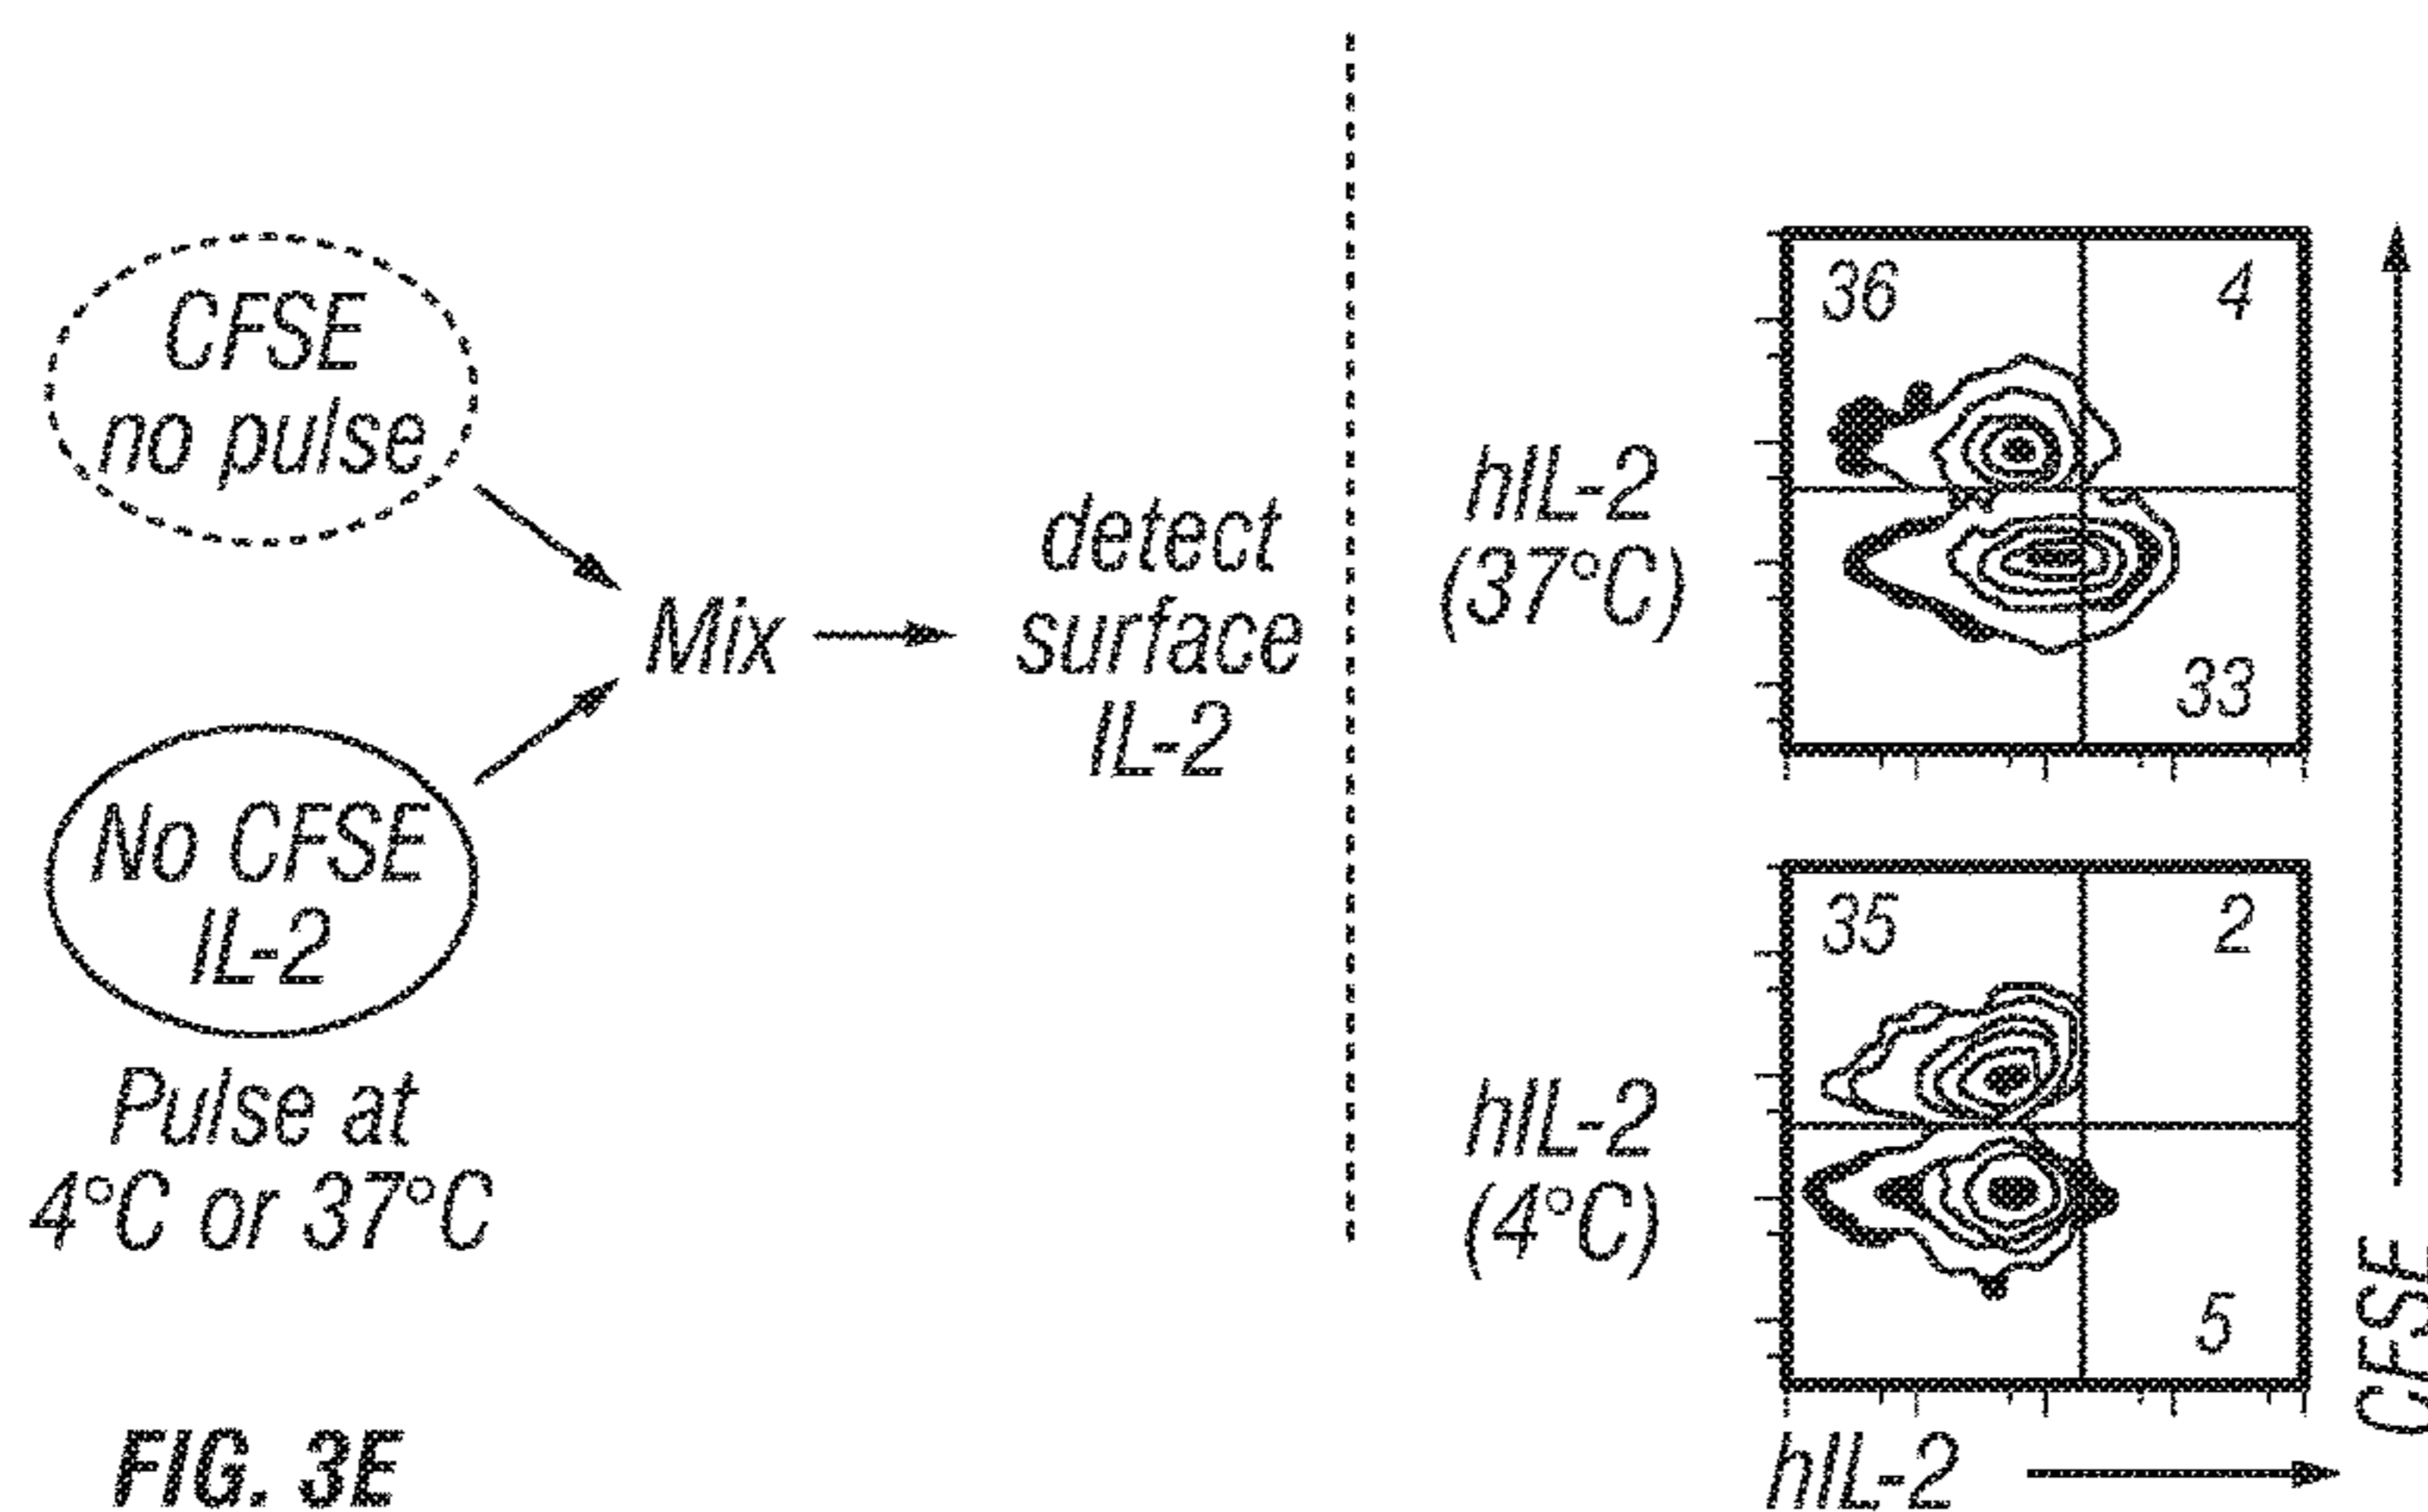 CFSE
no pulse
No CFSE
IL-2
Pulse at
4°C or 37°C
Mix
detect
surface
IL-2
hIL-2
(37°C)
36
4
33
hIL-2
(4°C)
35
2
5
hIL-2
CFSE
FIG. 3E